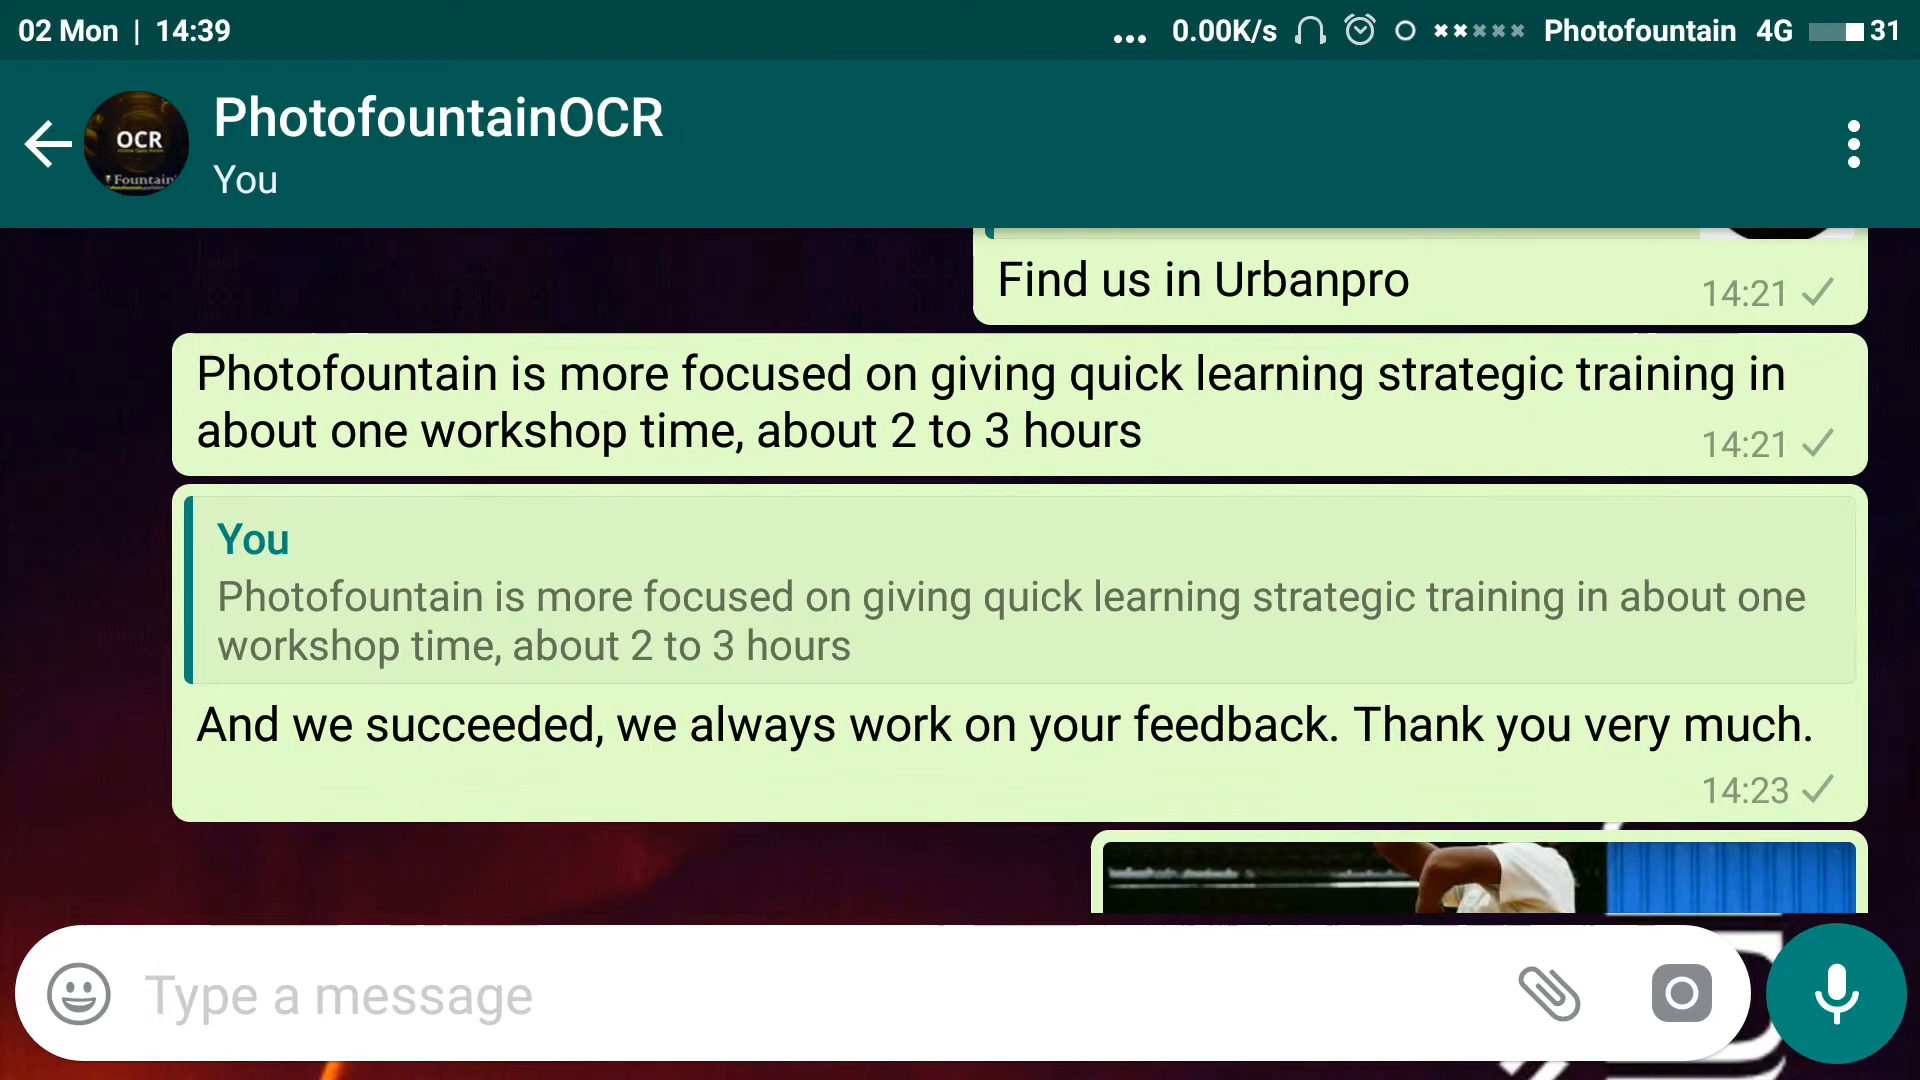 02 Mon | 14:39
... 0.00K/s Photofountain 4G 31
OCR
Fountain
PhotofountainOCR
You
Find us in Urbanpro
14:21
Photofountain is more focused on giving quick learning strategic training in
about one workshop time, about 2 to 3 hours
14:21
You
Photofountain is more focused on giving quick learning strategic training in about one
workshop time, about 2 to 3 hours
And we succeeded, we always work on your feedback. Thank you very much.
14:23
Type a message